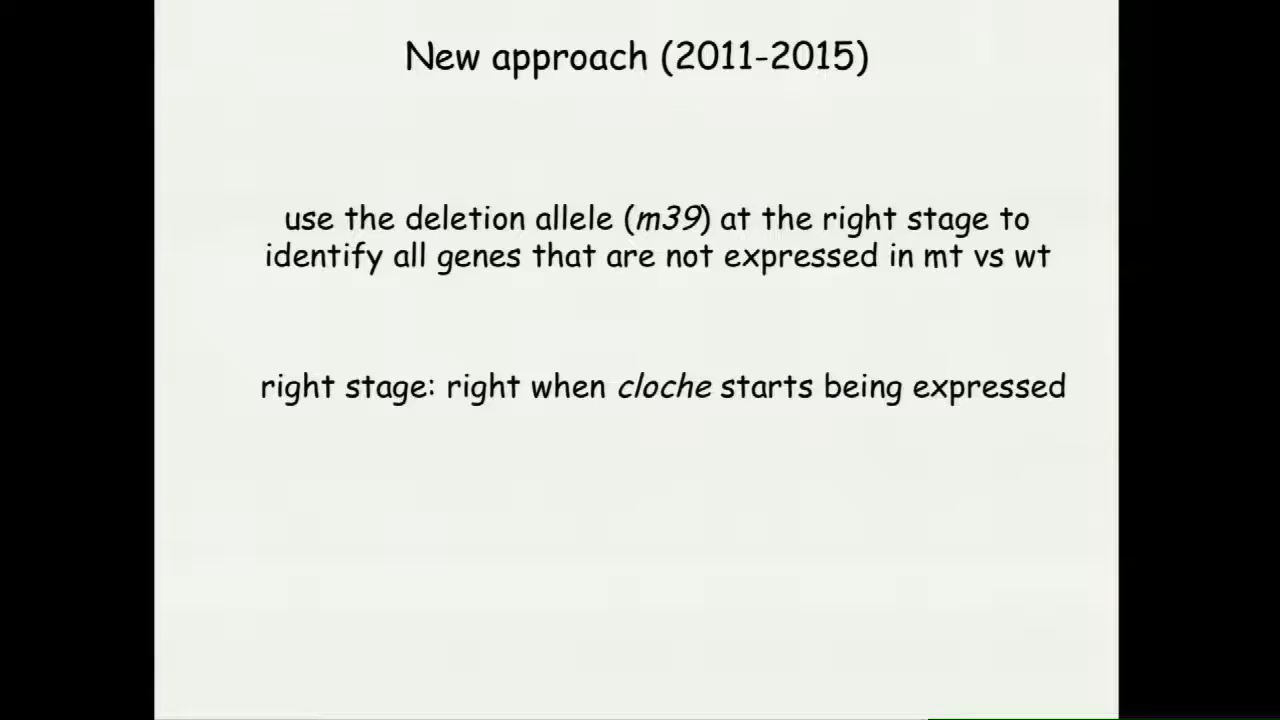 New approach (2011-2015)
use the deletion allele (m39) at the right stage to
identify all genes that are not expressed in mt vs wt
right stage: right when cloche starts being expressed